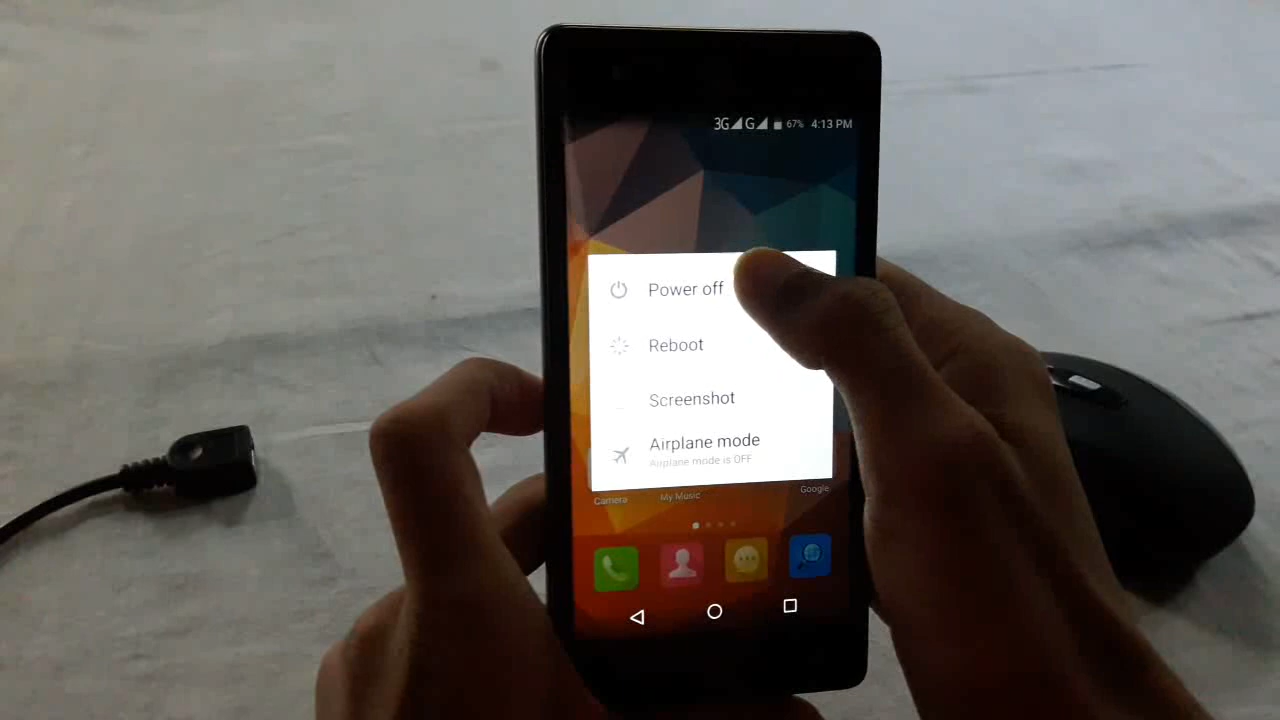 3G G 67% 4:13 PM
Power off
Reboot
Screenshot
Airplane mode
Airplane mode is OFF
Camera My Music Google